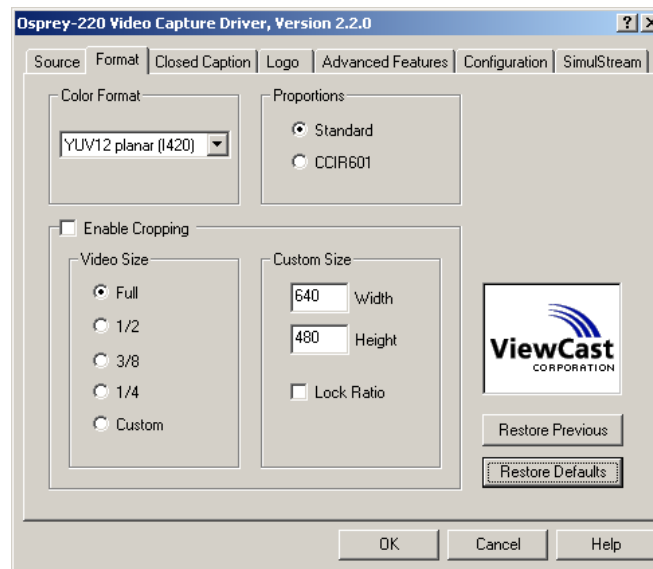 Osprey-220 Video Capture Driver, Version 2.2.0
Source Format Closed Caption Logo Advanced Features Configuration SimulStream
Color Format
YUV12 planar (I420)
Proportions
Standard
CCIR601
Enable Cropping
Video Size
Full
1/2
3/8
1/4
Custom
Custom Size
640 Width
480 Height
Lock Ratio
ViewCast
CORPORATION
Restore Previous
Restore Defaults
OK Cancel Help